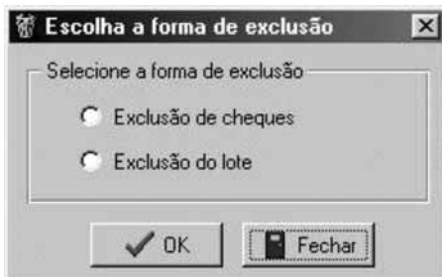 Escolha a forma de exclusão
Selecione a forma de exclusão
Exclusão de cheques
Exclusão do lote
OK
Fechar